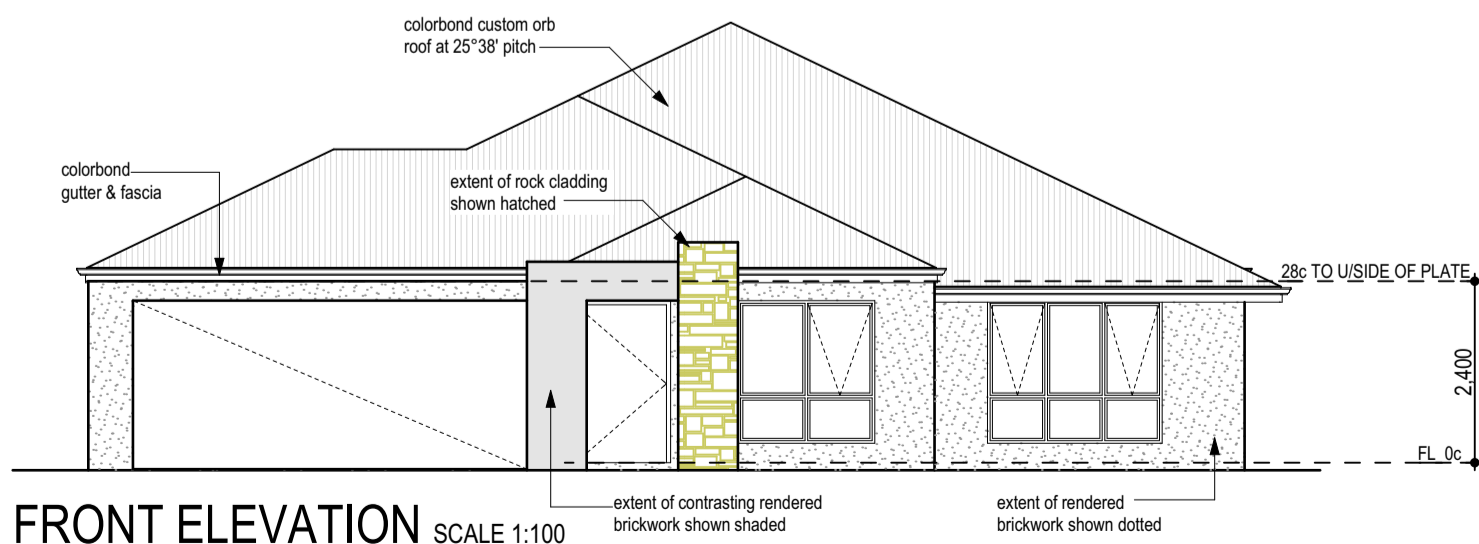 colorbond custom orb
roof at 25°38' pitch
colorbond
gutter & fascia
extent of rock cladding
shown hatched
28c TO U/SIDE OF PLATE
2,400
FL 0c
extent of contrasting rendered
brickwork shown shaded
extent of rendered
brickwork shown dotted
FRONT ELEVATION SCALE 1:100